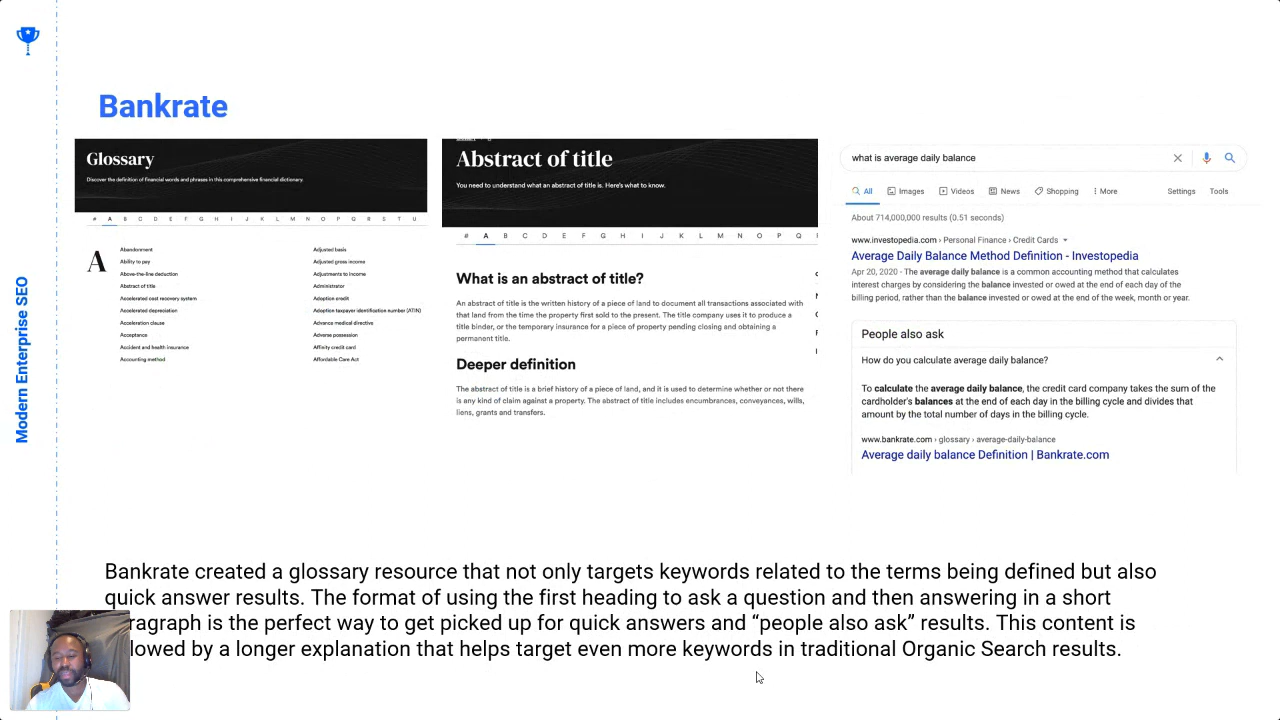 Modern Enterprise SEO
Bankrate
Glossary
Discover the definition of financial words and phrases in this comprehensive financial dictionary.
# A B C D E F G H I J K L M N O P Q R S T U
A
Abandonment
Ability to pay
Above-the-line deduction
Abstract of title
Accelerated cost recovery system
Accelerated depreciation
Acceleration clause
Acceptance
Accident and health insurance
Accounting method
Adjusted basis
Adjusted gross income
Adjustments to income
Administrator
Adoption credit
Adoption taxpayer identification number (ATIN)
Advance medical directive
Adverse possession
Affinity credit card
Affordable Care Act
Abstract of title
You need to understand what an abstract of title is. Here's what to know.
# A B C D E F G H I J K L M N O P Q
What is an abstract of title?
An abstract of title is the written history of a piece of land to document all transactions associated with
that land from the time the property first sold to the present. The title company uses it to produce a
title binder, or the temporary insurance for a piece of property pending closing and obtaining a
permanent title.
Deeper definition
The abstract of title is a brief history of a piece of land, and it is used to determine whether or not there
is any kind of claim against a property. The abstract of title includes encumbrances, conveyances, wills,
liens, grants and transfers.
what is average daily balance
All Images Videos News Shopping More Settings Tools
About 714,000,000 results (0.51 seconds)
www.investopedia.com › Personal Finance › Credit Cards
Average Daily Balance Method Definition - Investopedia
Apr 20, 2020 - The average daily balance is a common accounting method that calculates
interest charges by considering the balance invested or owed at the end of each day of the
billing period, rather than the balance invested or owed at the end of the week, month or year.
People also ask
How do you calculate average daily balance?
To calculate the average daily balance, the credit card company takes the sum of the
cardholder's balances at the end of each day in the billing cycle and divides that
amount by the total number of days in the billing cycle.
www.bankrate.com › glossary › average-daily-balance
Average daily balance Definition | Bankrate.com
Bankrate created a glossary resource that not only targets keywords related to the terms being defined but also
quick answer results. The format of using the first heading to ask a question and then answering in a short
ragraph is the perfect way to get picked up for quick answers and “people also ask” results. This content is
lowed by a longer explanation that helps target even more keywords in traditional Organic Search results.